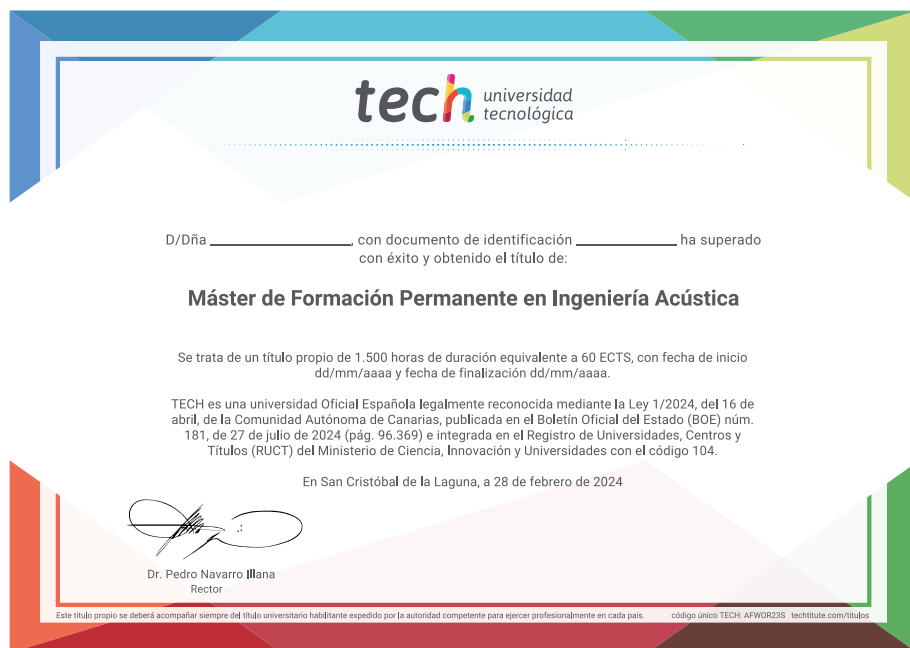 tech universidad
tecnológica
D/Dña ____________________, con documento de identificación ______________ ha superado
con éxito y obtenido el título de:
Máster de Formación Permanente en Ingeniería Acústica
Se trata de un título propio de 1.500 horas de duración equivalente a 60 ECTS, con fecha de inicio
dd/mm/aaaa y fecha de finalización dd/mm/aaaa.
TECH es una universidad Oficial Española legalmente reconocida mediante la Ley 1/2024, del 16 de
abril, de la Comunidad Autónoma de Canarias, publicada en el Boletín Oficial del Estado (BOE) núm.
181, de 27 de julio de 2024 (pág. 96.369) e integrada en el Registro de Universidades, Centros y
Títulos (RUCT) del Ministerio de Ciencia, Innovación y Universidades con el código 104.
En San Cristóbal de la Laguna, a 28 de febrero de 2024
Dr. Pedro Navarro Illana
Rector
Este título propio se deberá acompañar siempre del título universitario habilitante expedido por la autoridad competente para ejercer profesionalmente en cada país. código único TECH: AFWOR23S techtitute.com/titulos